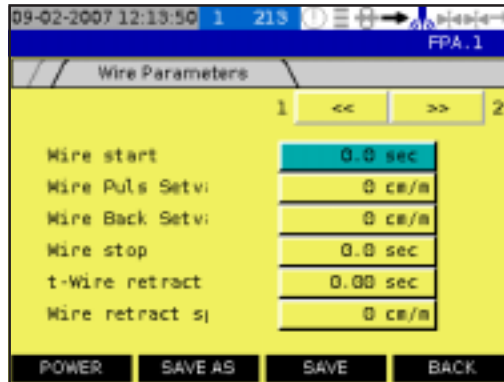 09-02-2007 12:13:50 1 213
FPA.1
Wire Parameters
1 << >> 2
Wire start 0.0 sec
Wire Puls Setv 0 cm/m
Wire Back Setv 0 cm/m
Wire stop 0.0 sec
t-Wire retract 0.00 sec
Wire retract s 0 cm/m
POWER SAVE AS SAVE BACK